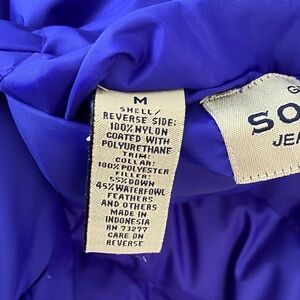 M
SHELL/
REVERSE SIDE:
100% NYLON
COATED WITH
POLYURETHANE
TRIM:
COLLAR:
100% POLYESTER
FILLER:
55% DOWN
45% WATERFOWL
FEATHERS
AND OTHERS
MADE IN
INDONESIA
RN 73277
CARE ON
REVERSE
G
SO
JEA